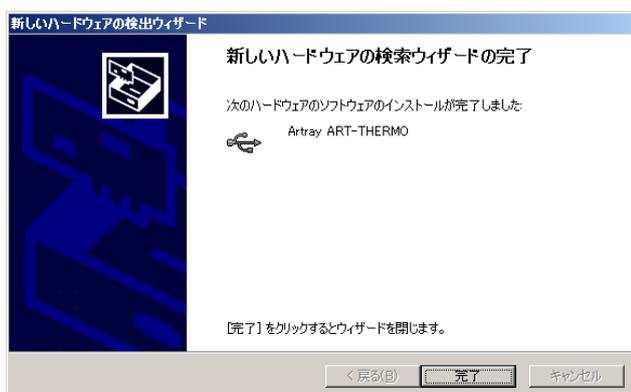 新しいハードウェアの検出ウィザード
新しいハードウェアの検索ウィザードの完了
次のハードウェアのソフトウェアのインストールが完了しました:
Artray ART-THERMO
[完了] をクリックするとウィザードを閉じます。
< 戻る(B) 完了 キャンセル